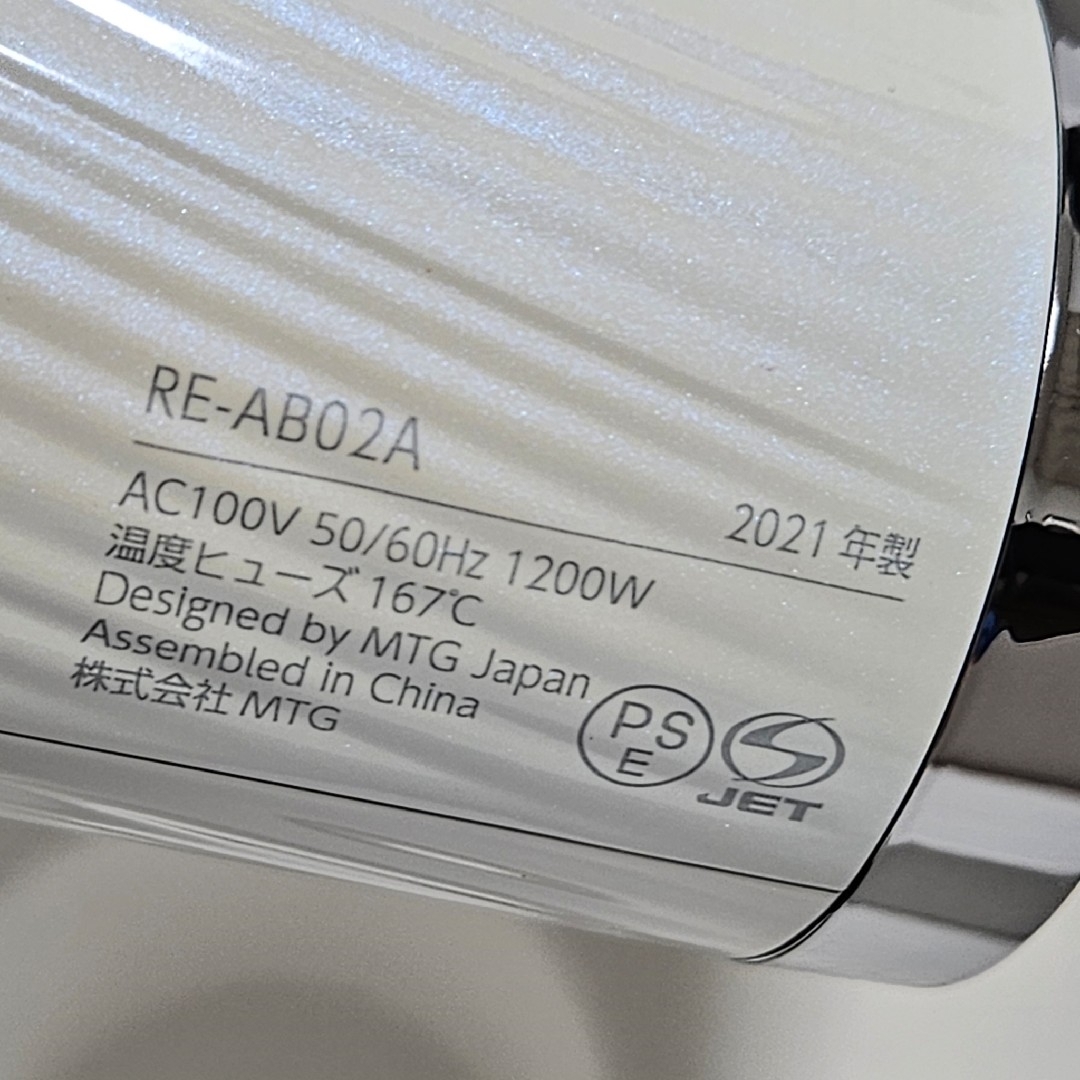 RE-AB02A
2021 年製
AC100V 50/60Hz 1200W
温度ヒューズ 167℃
Designed by MTG Japan
Assembled in China
株式会社 MTG
PS
E
S
JET